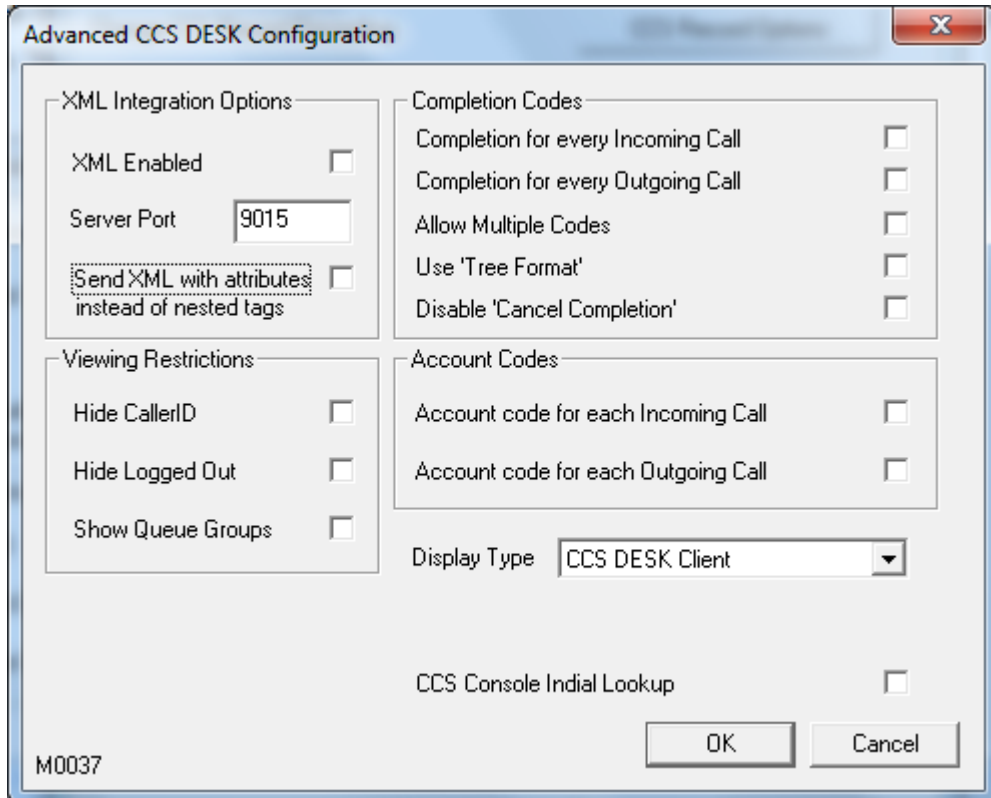 Advanced CCS DESK Configuration
XML Integration Options
XML Enabled
Server Port 9015
Send XML with attributes
instead of nested tags
Viewing Restrictions
Hide CallerID
Hide Logged Out
Show Queue Groups
Completion Codes
Completion for every Incoming Call
Completion for every Outgoing Call
Allow Multiple Codes
Use 'Tree Format'
Disable 'Cancel Completion'
Account Codes
Account code for each Incoming Call
Account code for each Outgoing Call
Display Type CCS DESK Client
CCS Console Indial Lookup
OK Cancel
M0037